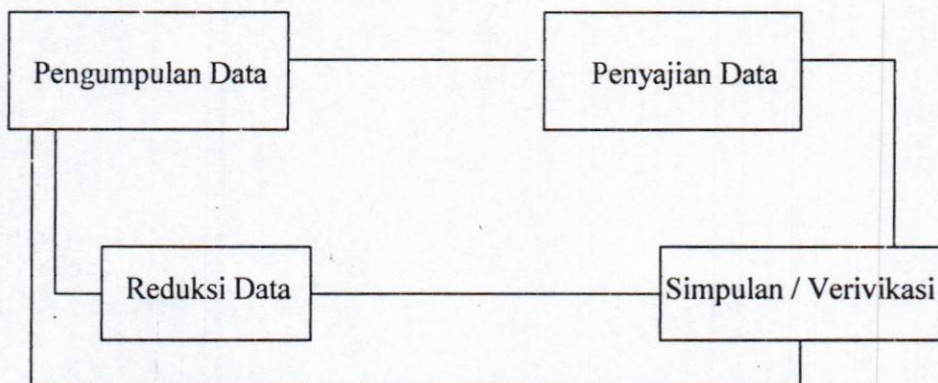 Pengumpulan Data
Penyajian Data
Reduksi Data
Simpulan / Verivikasi